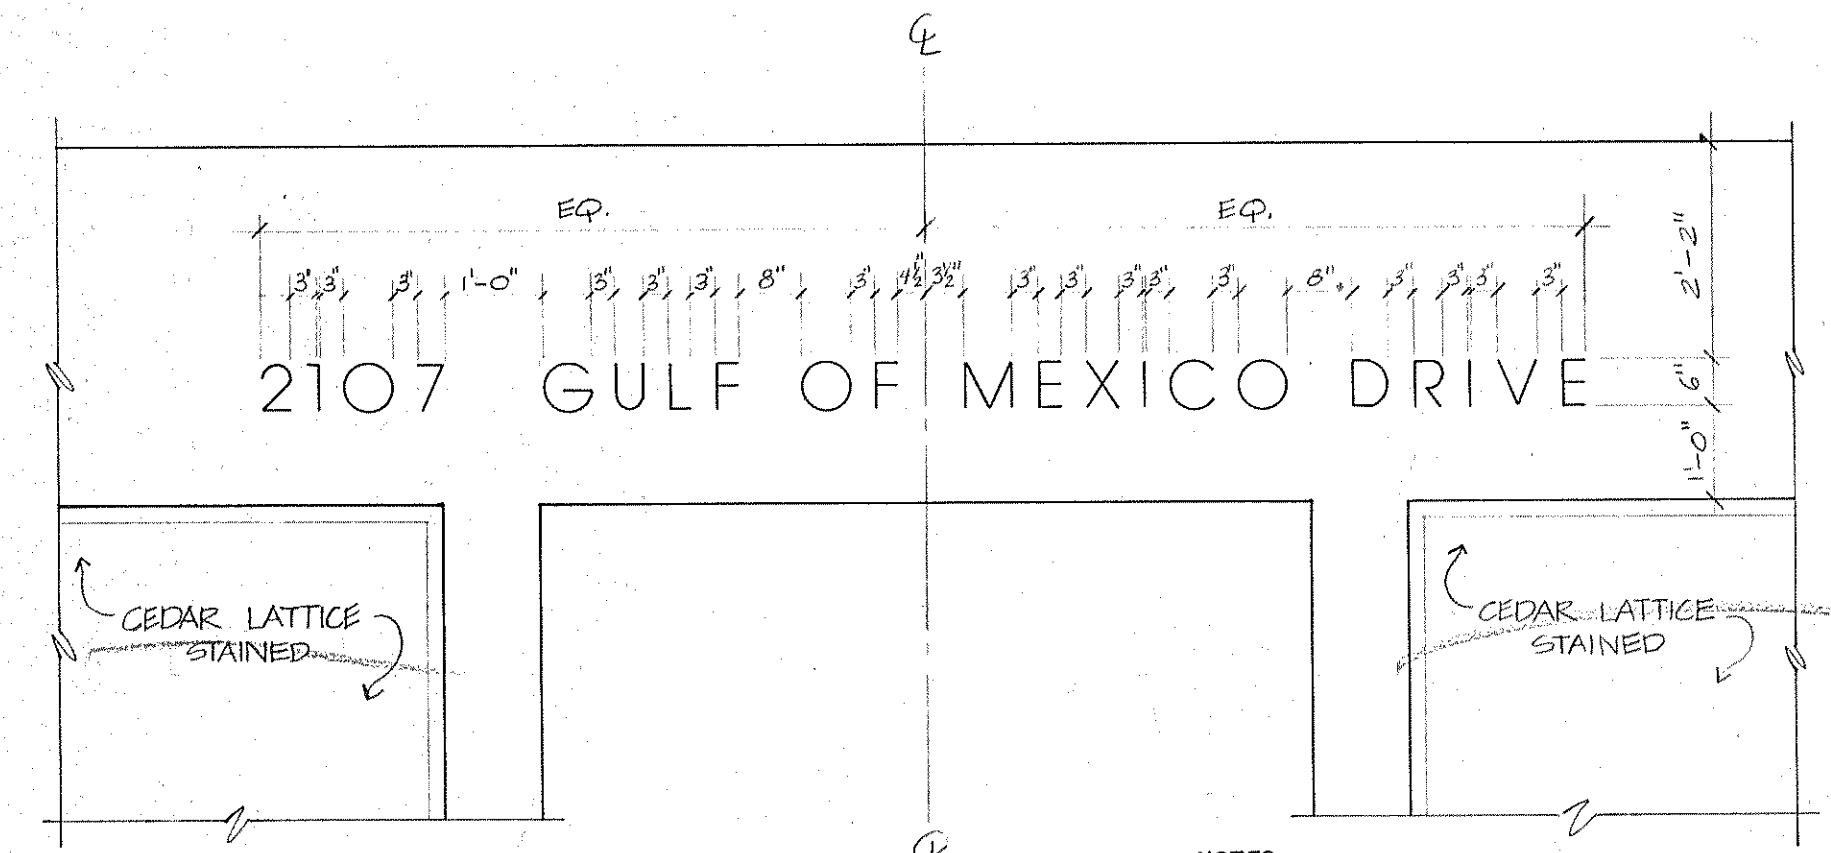 CL
EQ. EQ.
3" 3" 3" 1'-0" 3" 3" 3" 8" 3" 4½" 3½" 3" 3" 3" 3" 3" 8" 3" 3" 3" 3"
2'-2"
2107 GULF OF MEXICO DRIVE
6"
1'-0"
CEDAR LATTICE
STAINED
CEDAR LATTICE
STAINED